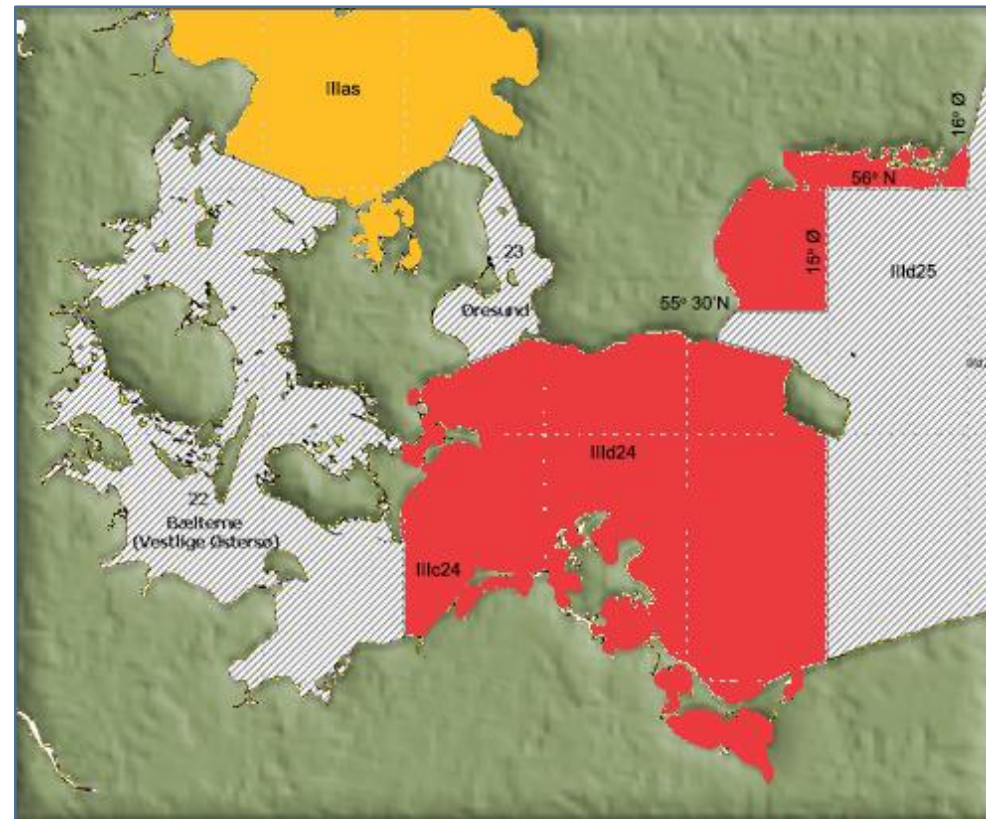 IIIas
16° Ø
56° N
15° Ø
IIId25
23
55° 30'N
Øresund
IIId24
22
Bælterne
(Vestlige Østersø)
IIIc24